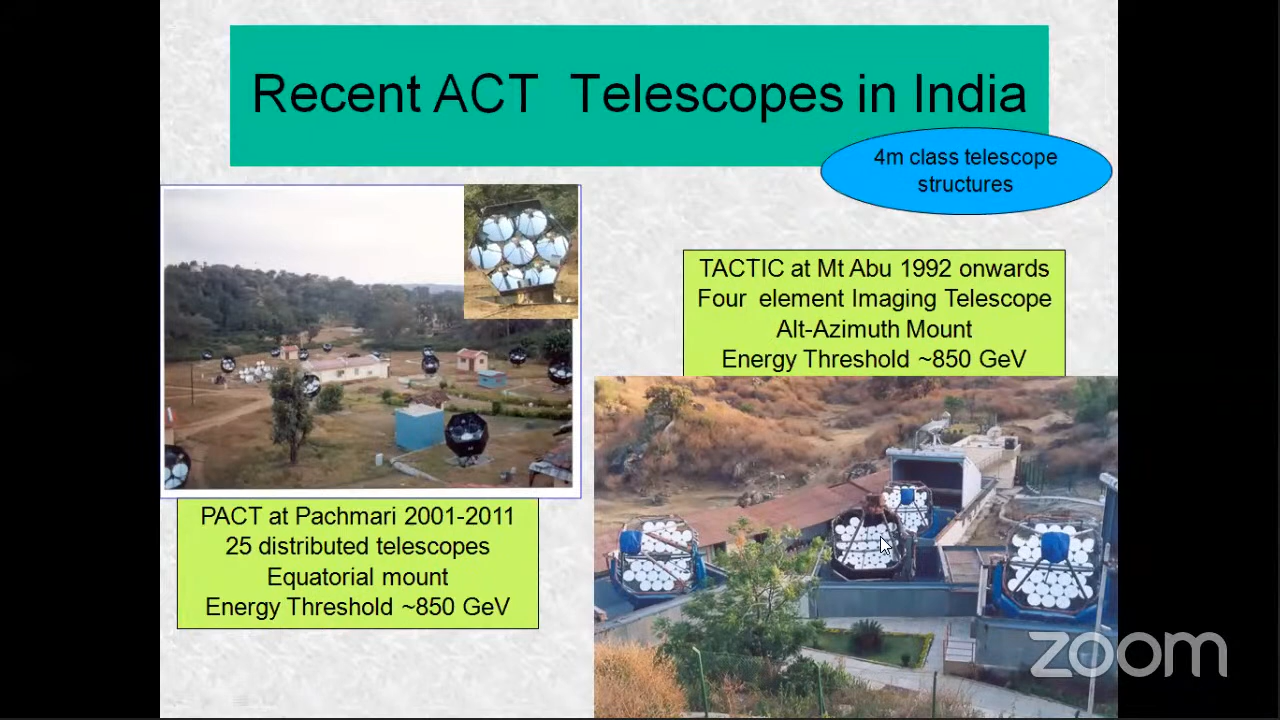 Recent ACT Telescopes in India
4m class telescope
structures
TACTIC at Mt Abu 1992 onwards
Four element Imaging Telescope
Alt-Azimuth Mount
Energy Threshold ~850 GeV
PACT at Pachmari 2001-2011
25 distributed telescopes
Equatorial mount
Energy Threshold ~850 GeV
zoom